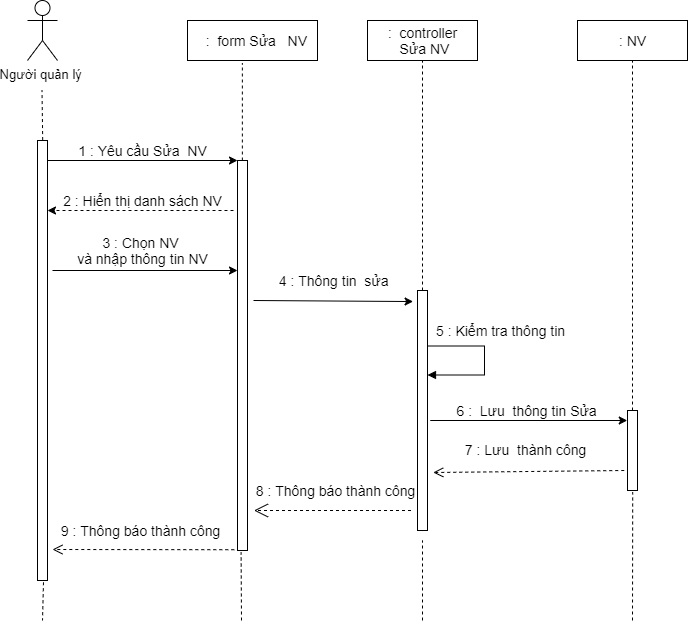 : form Sửa NV
: controller
Sửa NV
: NV
Người quản lý
1 : Yêu cầu Sửa NV
2 : Hiển thị danh sách NV
3 : Chọn NV
và nhập thông tin NV
4 : Thông tin sửa
5 : Kiểm tra thông tin
6 : Lưu thông tin Sửa
7 : Lưu thành công
8 : Thông báo thành công
9 : Thông báo thành công